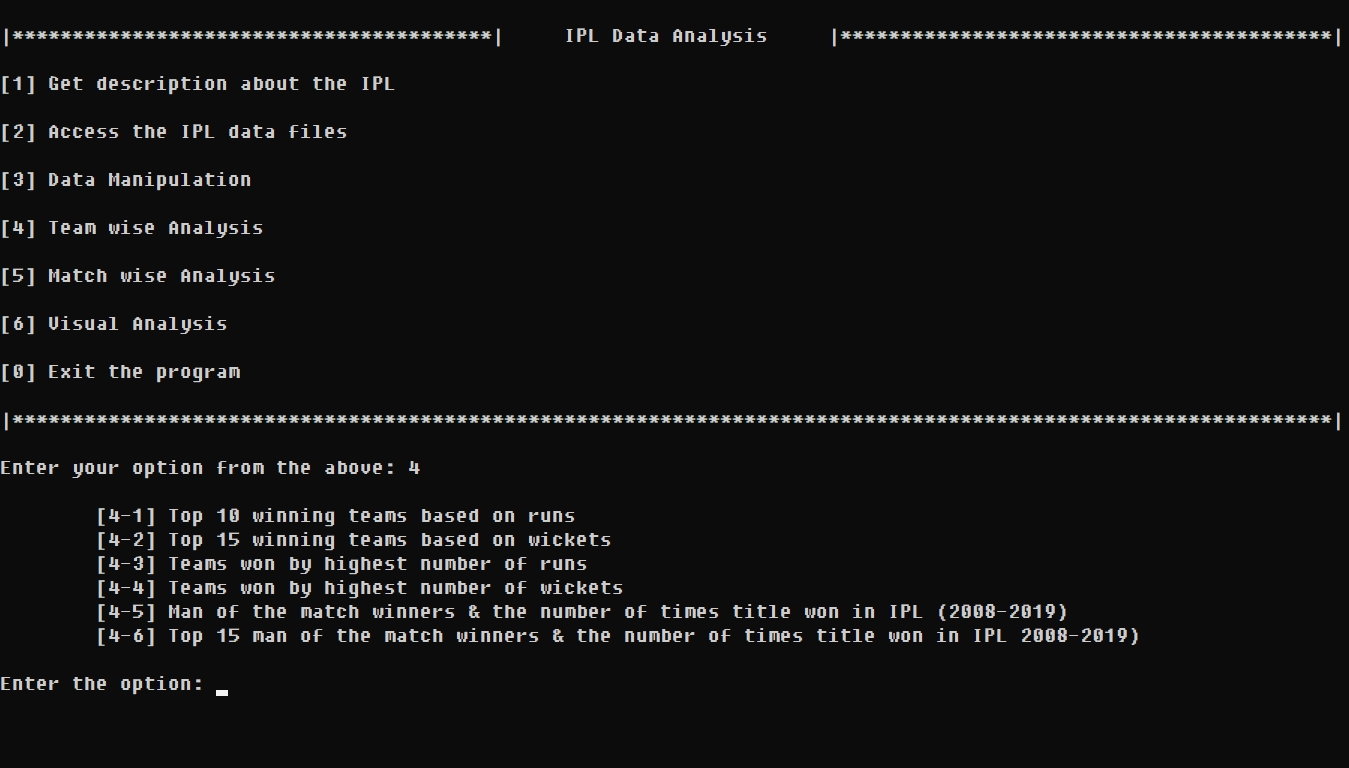 |****************************************|     IPL Data Analysis     |*****************************************|
[1] Get description about the IPL
[2] Access the IPL data files
[3] Data Manipulation
[4] Team wise Analysis
[5] Match wise Analysis
[6] Visual Analysis
[0] Exit the program
|**************************************************************************************************************|
Enter your option from the above: 4
[4-1] Top 10 winning teams based on runs
[4-2] Top 15 winning teams based on wickets
[4-3] Teams won by highest number of runs
[4-4] Teams won by highest number of wickets
[4-5] Man of the match winners & the number of times title won in IPL (2008-2019)
[4-6] Top 15 man of the match winners & the number of times title won in IPL 2008-2019)
Enter the option: _